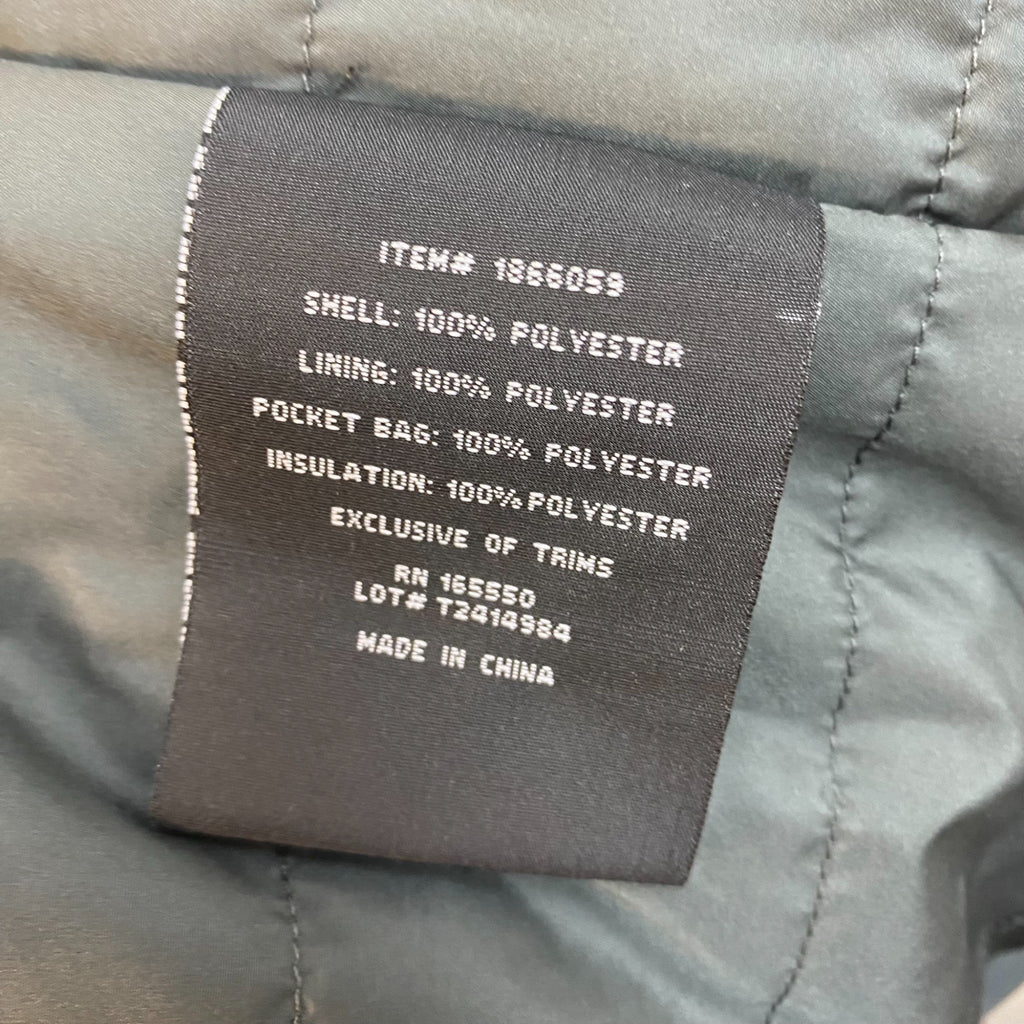 ITEM# 1866059
SHELL: 100% POLYESTER
LINING: 100% POLYESTER
POCKET BAG: 100% POLYESTER
INSULATION: 100% POLYESTER
EXCLUSIVE OF TRIMS
RN 165550
LOT# T2414984
MADE IN CHINA